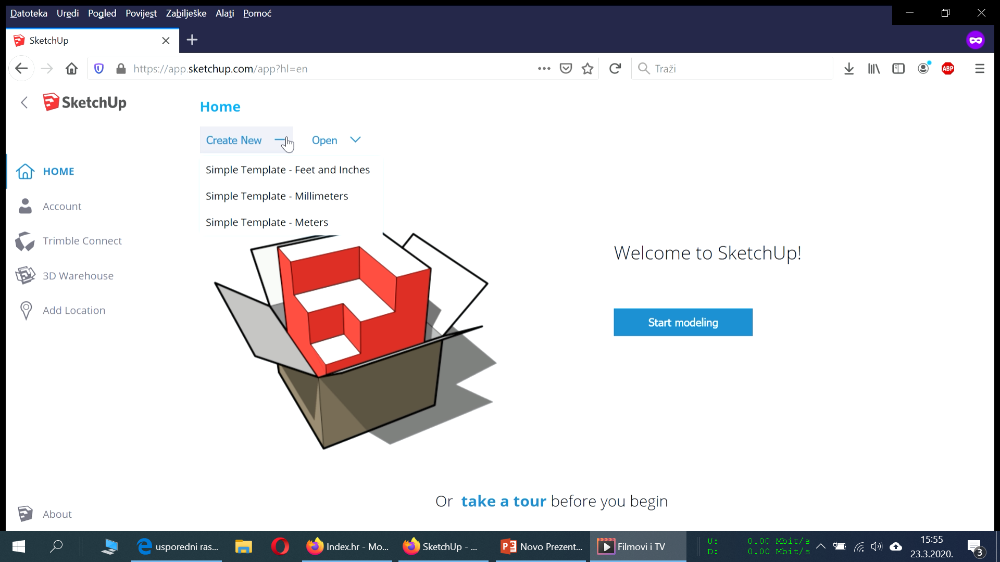 Datoteka Uredi Pogled Povijest Zabilješke Alati Pomoć
SketchUp
https://app.sketchup.com/app?hl=en
Traži
ABP
SketchUp
Home
Create New
Open
Simple Template - Feet and Inches
Simple Template - Millimeters
Simple Template - Meters
HOME
Account
Trimble Connect
3D Warehouse
Add Location
About
Welcome to SketchUp!
Start modeling
Or take a tour before you begin
usporedni ras...
Index.hr - Mo...
SketchUp - ...
Novo Prezent...
Filmovi i TV
U: 0.00 Mbit/s
D: 0.00 Mbit/s
15:55
23.3.2020.
3